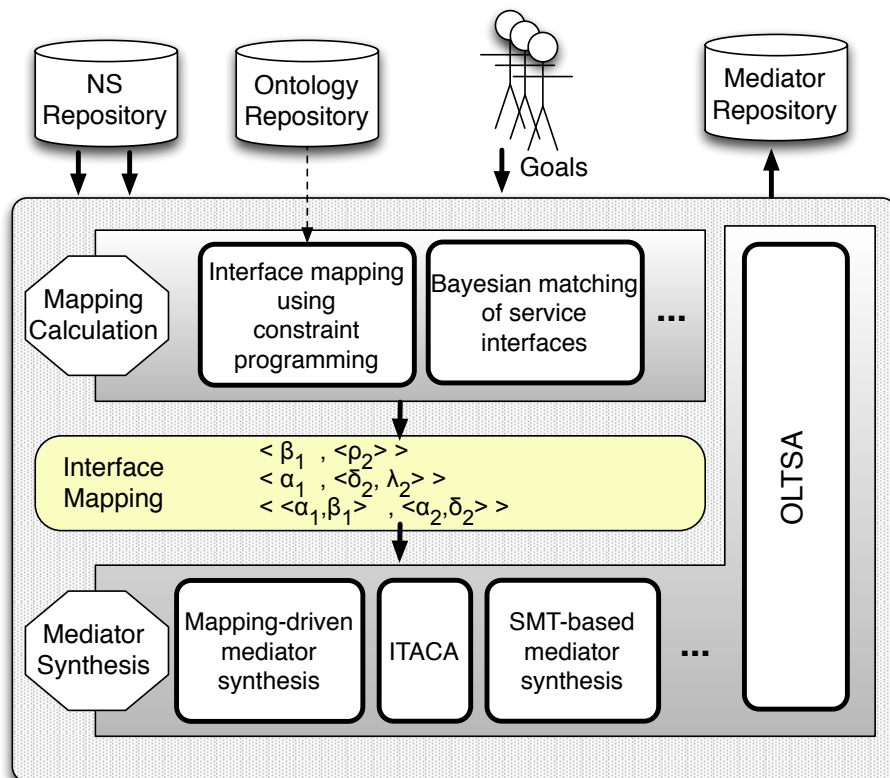 NS
Repository
Ontology
Repository
Mediator
Repository
Goals
Mapping
Calculation
Interface mapping
using
constraint
programming
Bayesian matching
of service
interfaces
...
Interface
Mapping
< β1 , <ρ2> >
< α1 , <δ2, λ2> >
< <α1,β1> , <α2,δ2> >
OLTSA
Mediator
Synthesis
Mapping-driven
mediator
synthesis
ITACA
SMT-based
mediator
synthesis
...